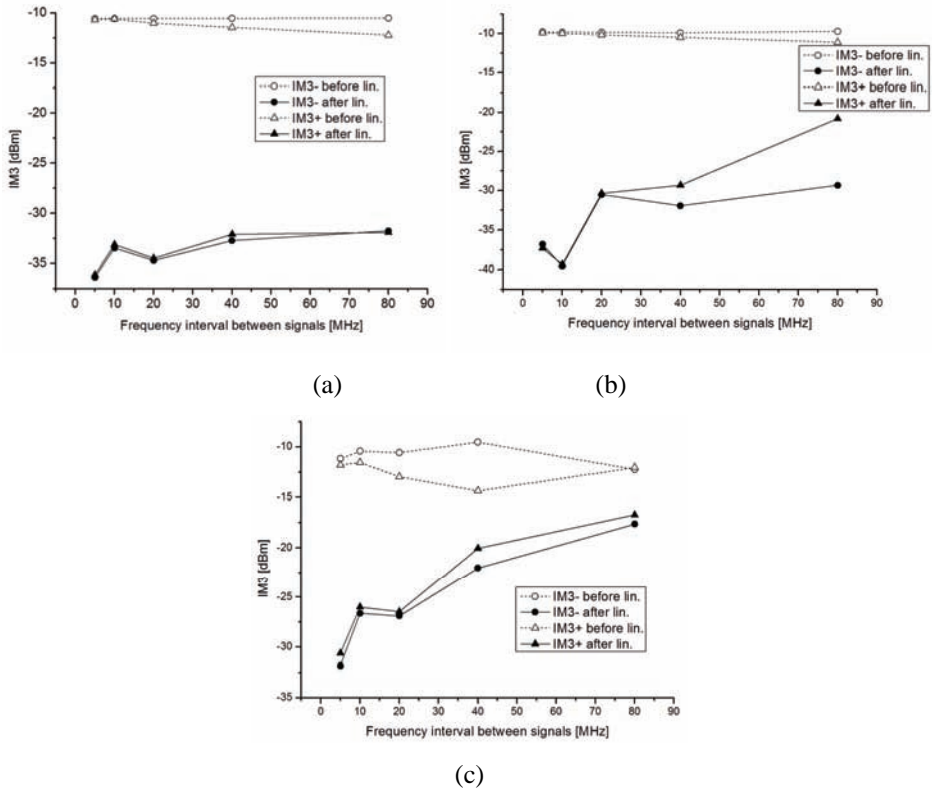 -10
-15
-20
-25
-30
-35
IM3 [dBm]
IM3- before lin.
IM3- after lin.
IM3+ before lin.
IM3+ after lin.
0 10 20 30 40 50 60 70 80 90
Frequency interval between signals [MHz]
(a)
-10
-15
-20
-25
-30
-35
-40
IM3 [dBm]
IM3- before lin.
IM3- after lin.
IM3+ before lin.
IM3+ after lin.
0 10 20 30 40 50 60 70 80 90
Frequency interval between signals [MHz]
(b)
-10
-15
-20
-25
-30
-35
IM3 [dBm]
IM3- before lin.
IM3- after lin.
IM3+ before lin.
IM3+ after lin.
0 10 20 30 40 50 60 70 80 90
Frequency interval between signals [MHz]
(c)